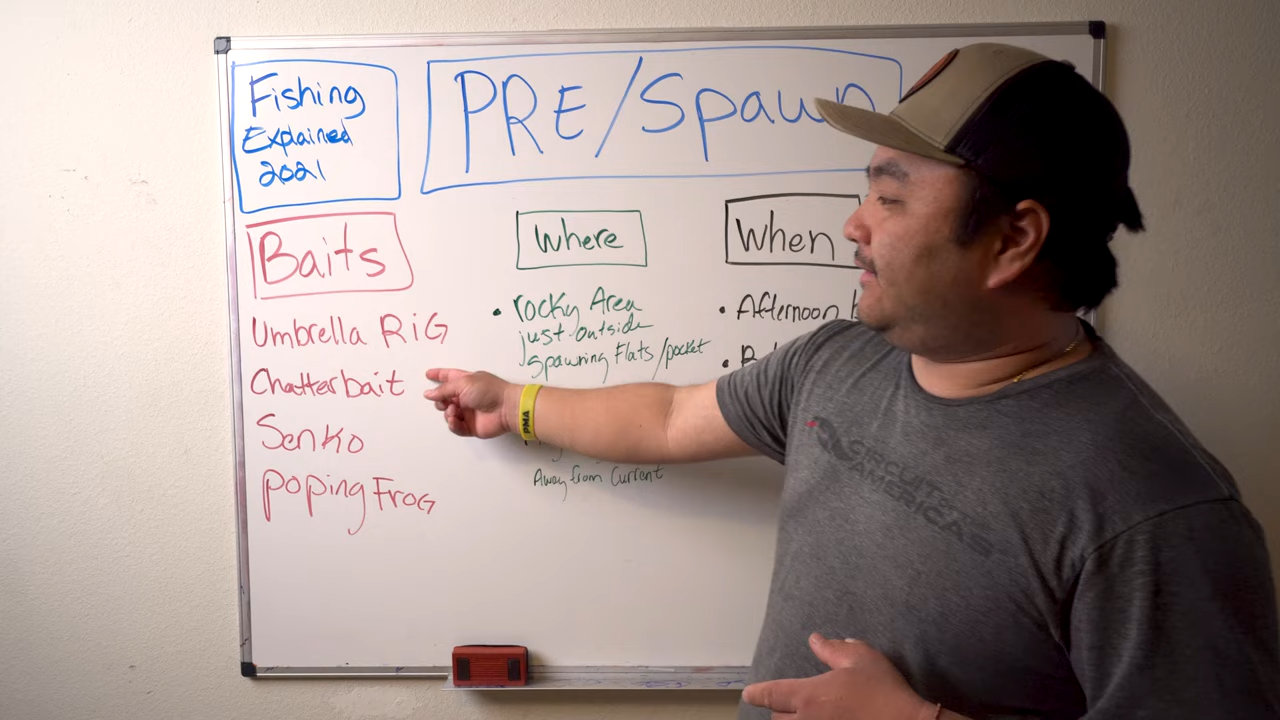 Fishing
Explained
2021
PRE/Spawn
Baits
Umbrella RiG
Chatterbait
Senko
Poping FroG
Where
• rocky Area
just outside
spawning Flats/pocket
Away from Current
When
• Afternoon
PMA
CIRCUIT OF
AMERICAS